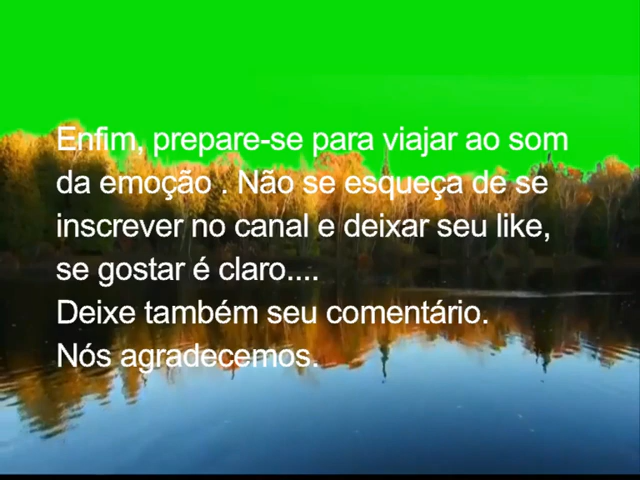 Enfim, prepare-se para viajar ao som
da emoção . Não se esqueça de se
inscrever no canal e deixar seu like,
se gostar é claro....
Deixe também seu comentário.
Nós agradecemos.